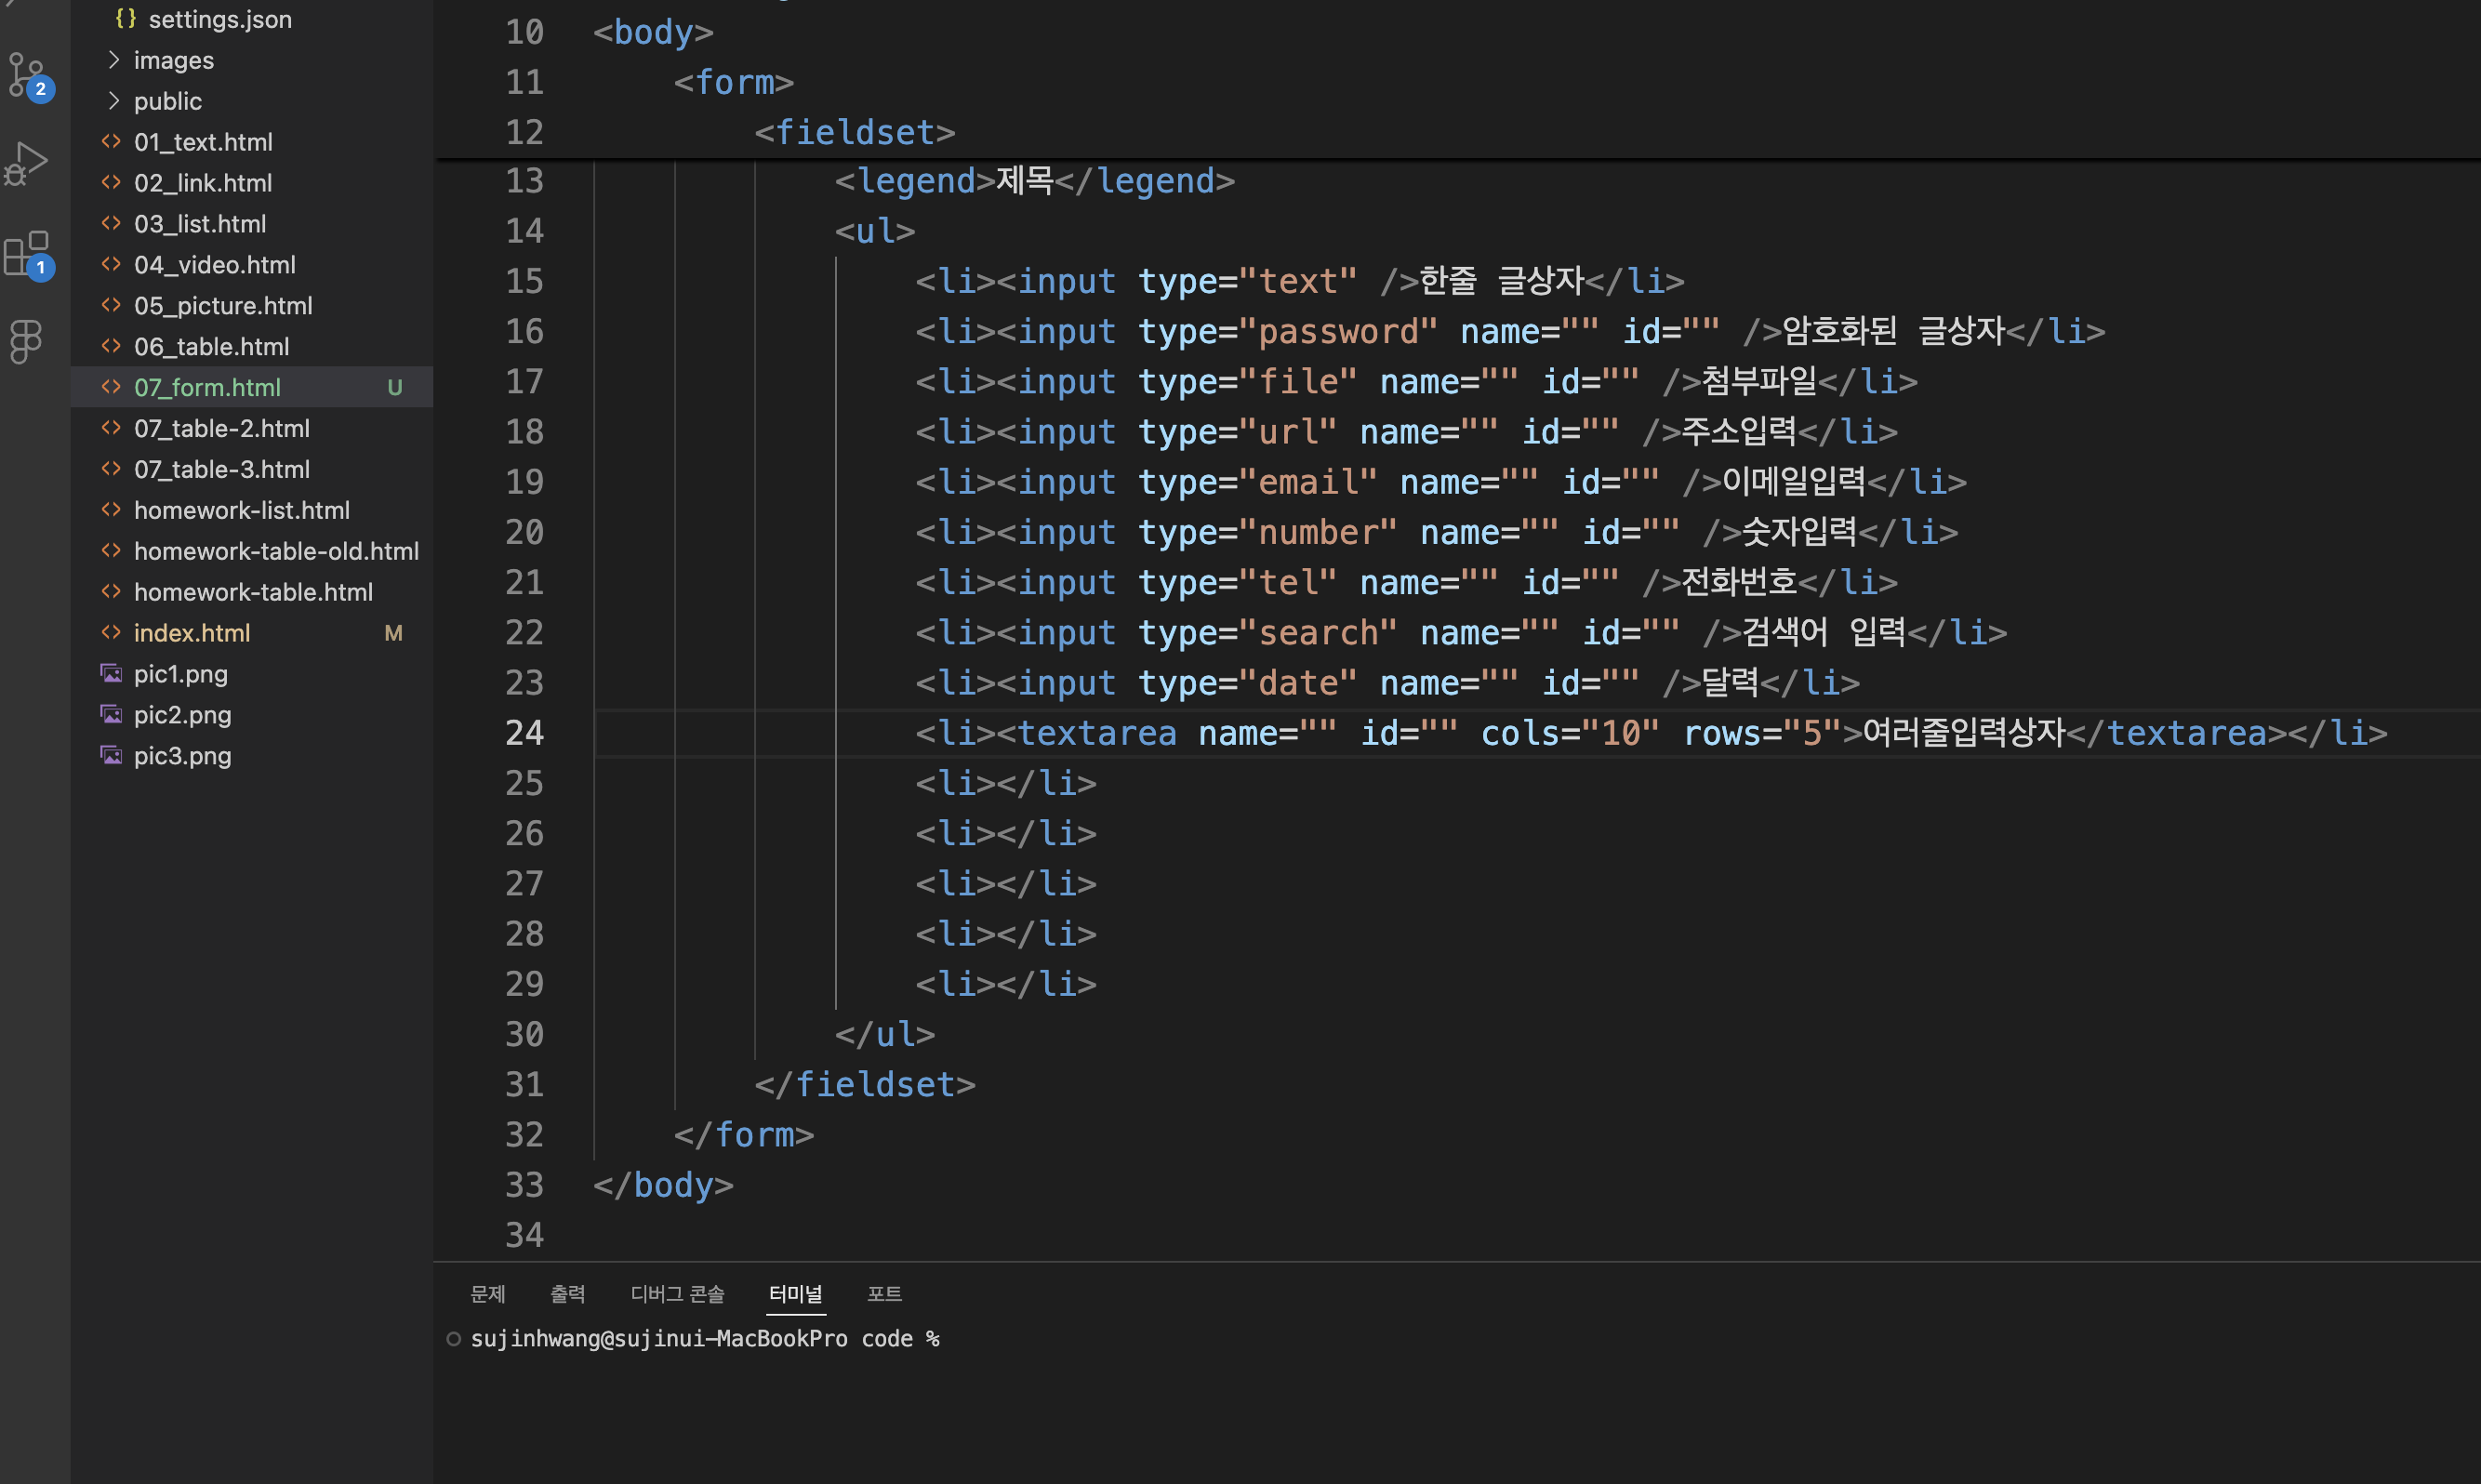 {} settings.json
images
public
01_text.html
02_link.html
03_list.html
04_video.html
05_picture.html
06_table.html
07_form.html U
07_table-2.html
07_table-3.html
homework-list.html
homework-table-old.html
homework-table.html
index.html M
pic1.png
pic2.png
pic3.png
2
1
10 <body>
11 <form>
12 <fieldset>
13 <legend>제목</legend>
14 <ul>
15 <li><input type="text" />한줄 글상자</li>
16 <li><input type="password" name="" id="" />암호화된 글상자</li>
17 <li><input type="file" name="" id="" />첨부파일</li>
18 <li><input type="url" name="" id="" />주소입력</li>
19 <li><input type="email" name="" id="" />이메일입력</li>
20 <li><input type="number" name="" id="" />숫자입력</li>
21 <li><input type="tel" name="" id="" />전화번호</li>
22 <li><input type="search" name="" id="" />검색어 입력</li>
23 <li><input type="date" name="" id="" />달력</li>
24 <li><textarea name="" id="" cols="10" rows="5">여러줄입력상자</textarea></li>
25 <li></li>
26 <li></li>
27 <li></li>
28 <li></li>
29 <li></li>
30 </ul>
31 </fieldset>
32 </form>
33 </body>
34
문제 출력 디버그 콘솔 터미널 포트
sujinhwang@sujinui-MacBookPro code %